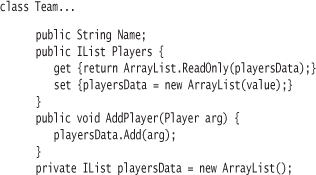 class Team...
public String Name;
public IList Players {
get {return ArrayList.ReadOnly(playersData);}
set {playersData = new ArrayList(value);}
}
public void AddPlayer(Player arg) {
playersData.Add(arg);
}
private IList playersData = new ArrayList();